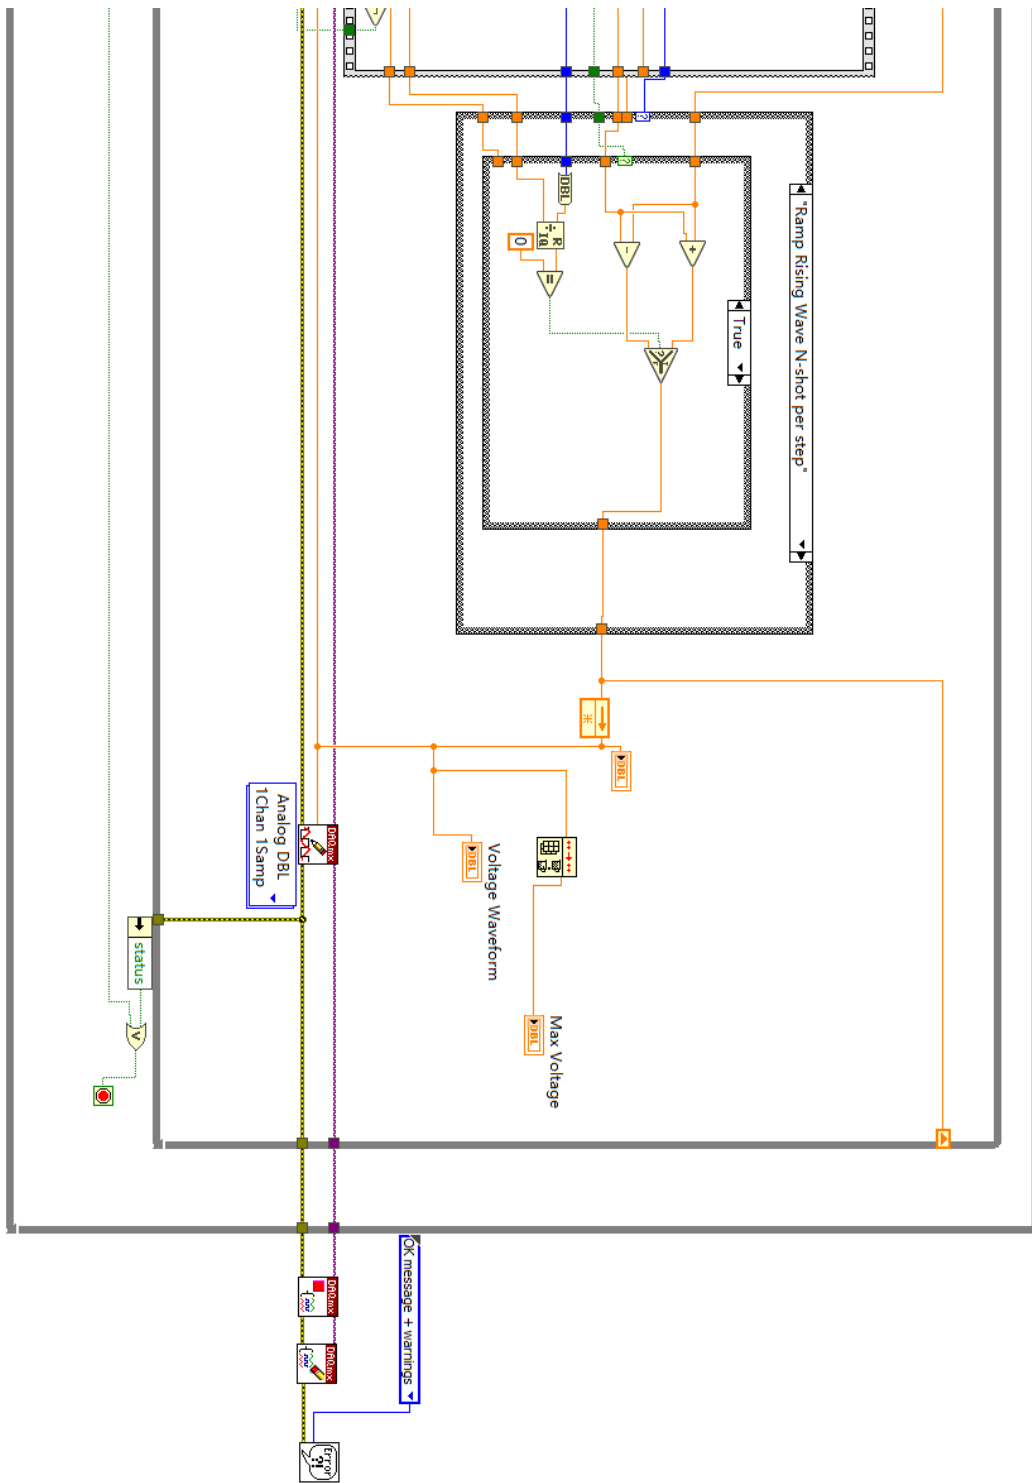 "Ramp Rising Wave N-shot per step"
True
DBL
R
÷
IQ
0
=
-
+
?
T
F
?
?
DBL
DBL
Voltage Waveform
Max Voltage
DBL
DAQmx
Analog DBL
1Chan 1Samp
status
V
OK message + warnings
DAQmx
DAQmx
Error
?!